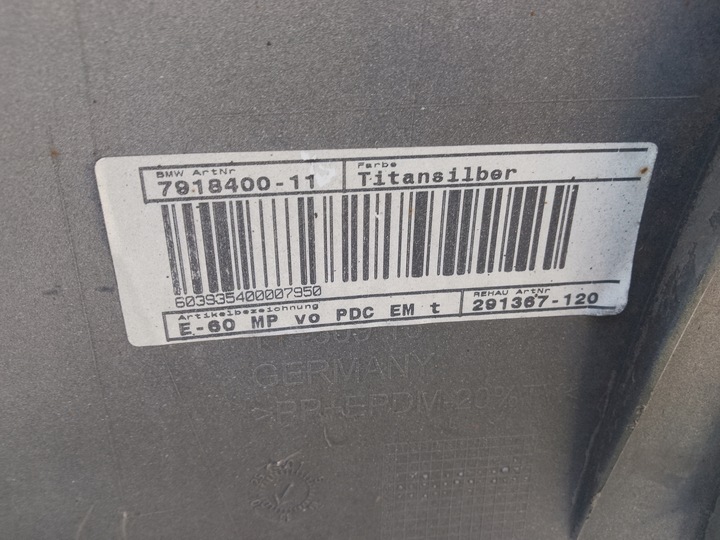 BMW ArtNr Farbe
7918400-11 Titansilber
603935400007950
Artikelbezeichnung REHAU ArtNr
E-60 MP VO PDC EM t 291367-120
GERMANY